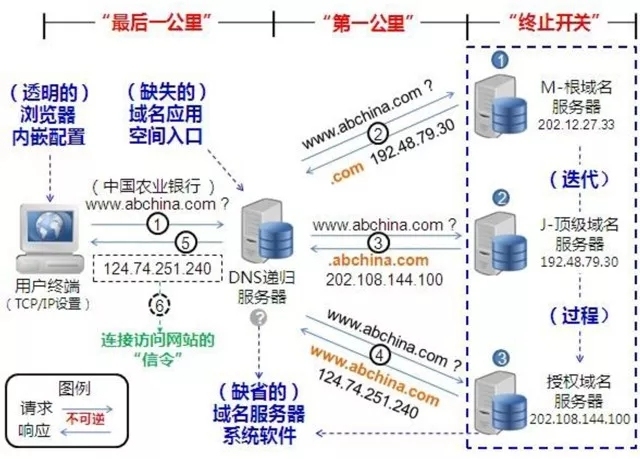 “最后一公里”
“第一公里”
“终止开关”
（透明的）
浏览器
内嵌配置
（缺失的）
域名应用
空间入口
（中国农业银行）
www.abchina.com？
①
⑤
124.74.251.240
⑥
连接访问网站的
“信令”
用户终端
（TCP/IP设置）
DNS递归
服务器
?
（缺省的）
域名服务器
系统软件
www.abchina.com？
②
.com 192.48.79.30
www.abchina.com？
③
.abchina.com
202.108.144.100
www.abchina.com？
④
www.abchina.com
124.74.251.240
1
M-根域名
服务器
202.12.27.33
（迭代）
2
J-顶级域名
服务器
192.48.79.30
（过程）
3
授权域名
服务器
202.108.144.100
图例
请求
不可逆
响应